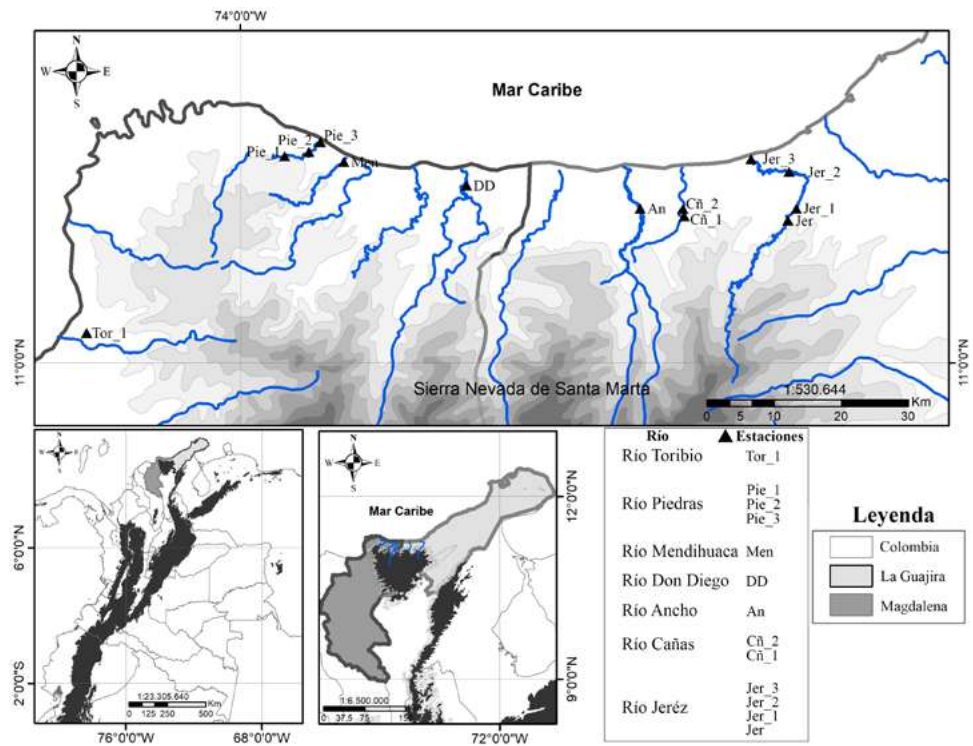 74°0'0"W
N
W E
S
Mar Caribe
Pie_3
Pie_2
Pie_1
Men
DD
An
Cñ_2
Cñ_1
Jer_3
Jer_2
Jer_1
Jer
Tor_1
11°0'0"N
11°0'0"N
Sierra Nevada de Santa Marta
1:530.644
Km
0 5 10 20 30
N
W E
S
6°0'0"N
2°0'0"S
1:23.305.640
Km
0 125 250 500
76°0'0"W 68°0'0"W
N
W E
S
Mar Caribe
12°0'0"N
9°0'0"N
1:6.500.000
0 37,5 75
72°0'0"W
Río Estaciones
Río Toribio Tor_1
Río Piedras Pie_1
Pie_2
Pie_3
Río Mendihuaca Men
Río Don Diego DD
Río Ancho An
Río Cañas Cñ_2
Cñ_1
Río Jeréz Jer_3
Jer_2
Jer_1
Jer
Leyenda
Colombia
La Guajira
Magdalena